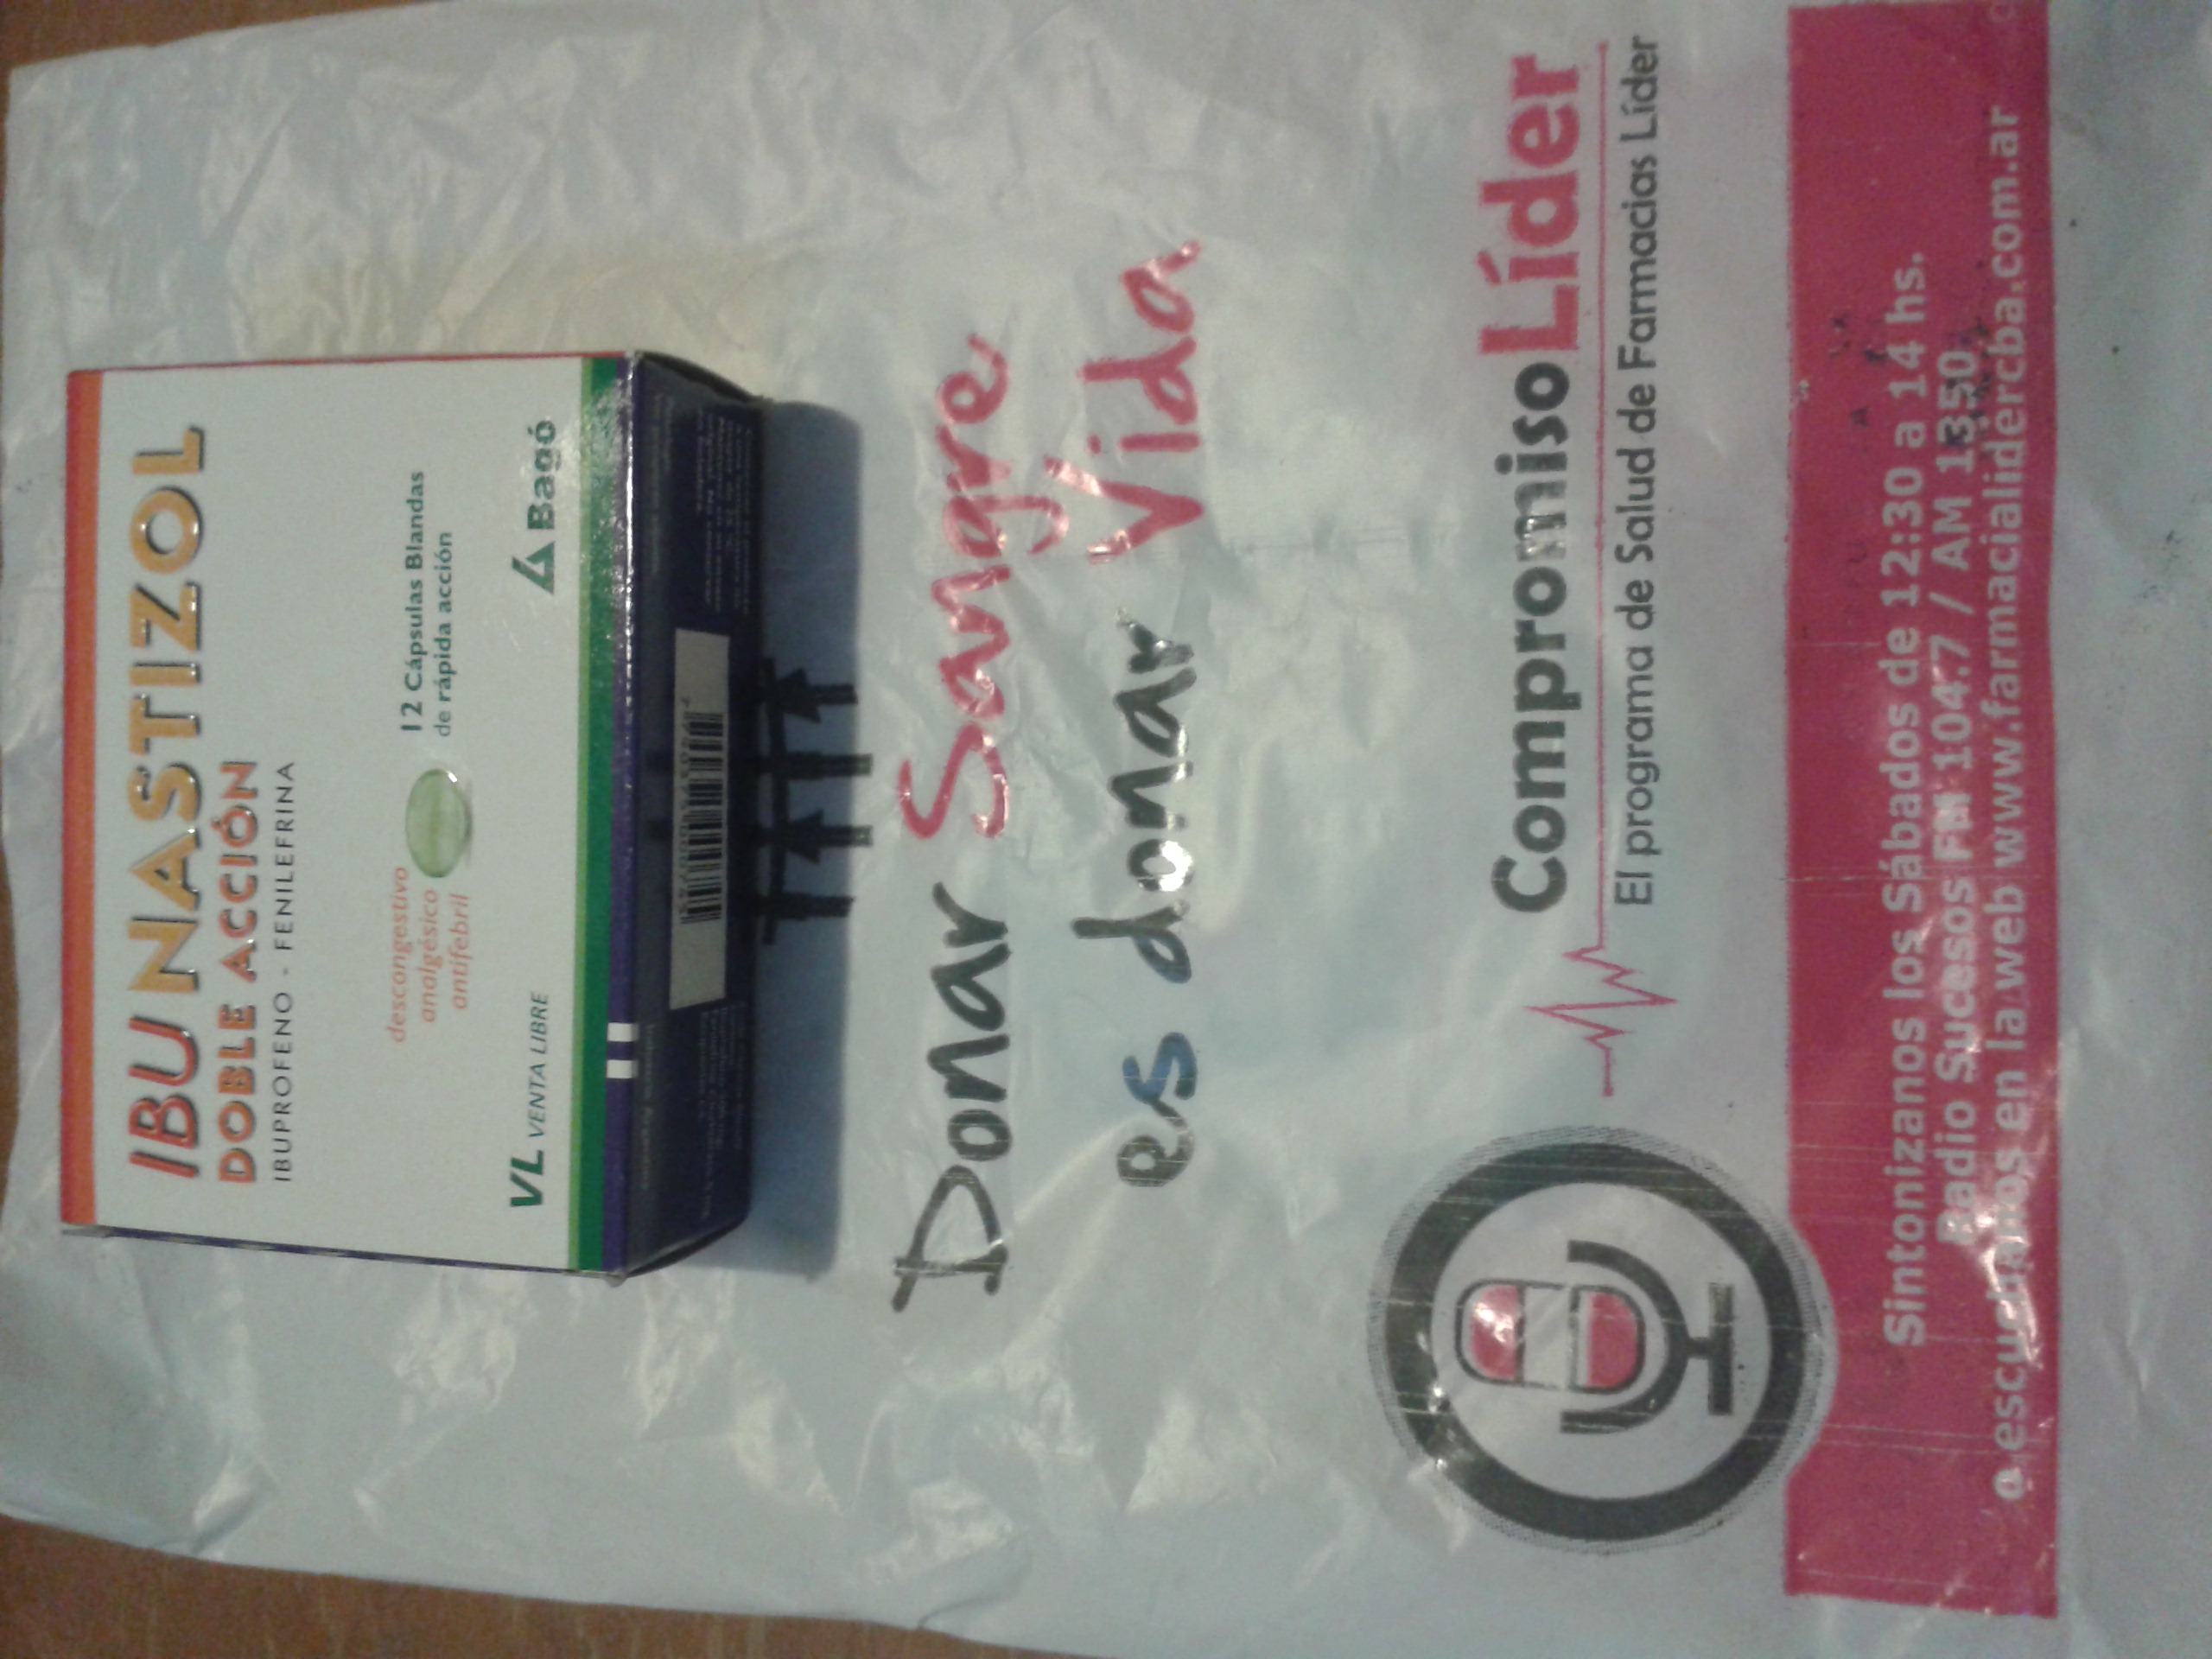 IBU NASTIZOL
DOBLE ACCIÓN
IBUPROFENO - FENILEFRINA
descongestivo
analgésico
antifebril
12 Cápsulas Blandas
de rápida acción
VL VENTA LIBRE
Bagó
Industria Argentina
Donar Sangre
es donar Vida
CompromisoLíder
El programa de Salud de Farmacias Líder
Sintonizanos los Sábados de 12:30 a 14 hs.
Radio Sucesos FM 104.7 / AM 1350
o escuchanos en la web www.farmacialidercba.com.ar